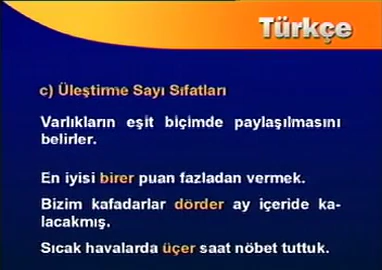 Türkçe
c) Üleştirme Sayı Sıfatları
Varlıkların eşit biçimde paylaşılmasını
belirler.
En iyisi birer puan fazladan vermek.
Bizim kafadarlar dörder ay içeride ka-
lacakmış.
Sıcak havalarda üçer saat nöbet tuttuk.